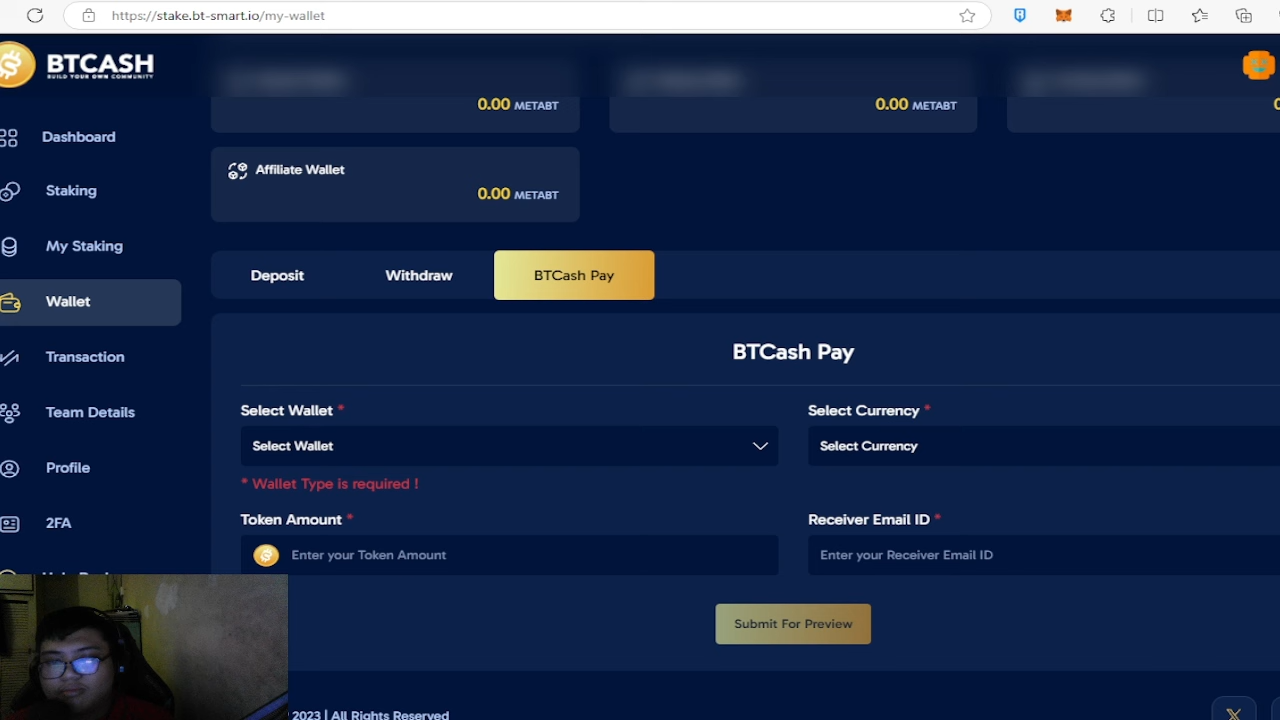 https://stake.bt-smart.io/my-wallet
BTCASH
BUILD YOUR OWN COMMUNITY
0.00 METABT
0.00 METABT
Dashboard
Affiliate Wallet
0.00 METABT
Staking
My Staking
Deposit
Withdraw
BTCash Pay
Wallet
BTCash Pay
Transaction
Select Wallet *
Select Currency *
Team Details
Select Wallet
Select Currency
Profile
* Wallet Type is required !
2FA
Token Amount *
Receiver Email ID *
Enter your Token Amount
Enter your Receiver Email ID
Submit For Preview
2023 | All Rights Reserved